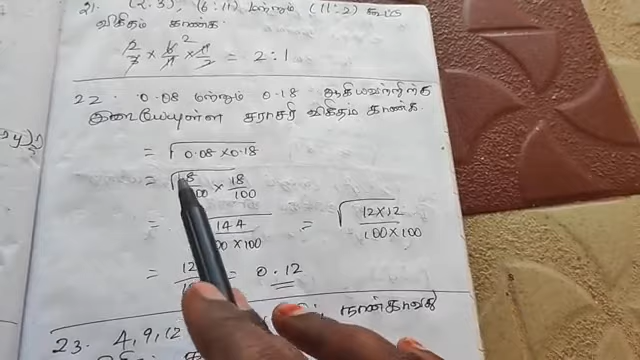 21. (2:3), (6:11) மற்றும் (11:2) கூட்டு
விகிதம் காண்க.
2/3 × 6/11 × 11/2 = 2:1
22. 0.08 மற்றும் 0.18 ஆகியவற்றிற்கு
இடையேயுள்ள சராசரி விகிதம் காண்க.
= √0.08 × 0.18
= √8/100 × 18/100
= 144/100×100 = √12×12/100×100
= 12 = 0.12
23. 4, 9, 12 நான்காவது